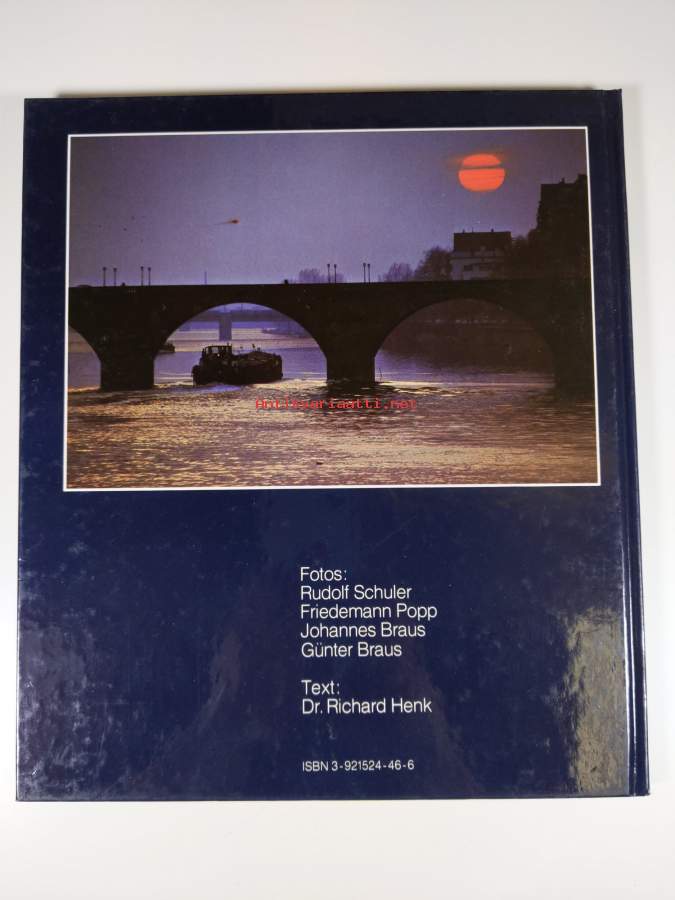 Antikvariaatti.net
Fotos:
Rudolf Schuler
Friedemann Popp
Johannes Braus
Günter Braus
Text:
Dr. Richard Henk
ISBN 3-921524-46-6